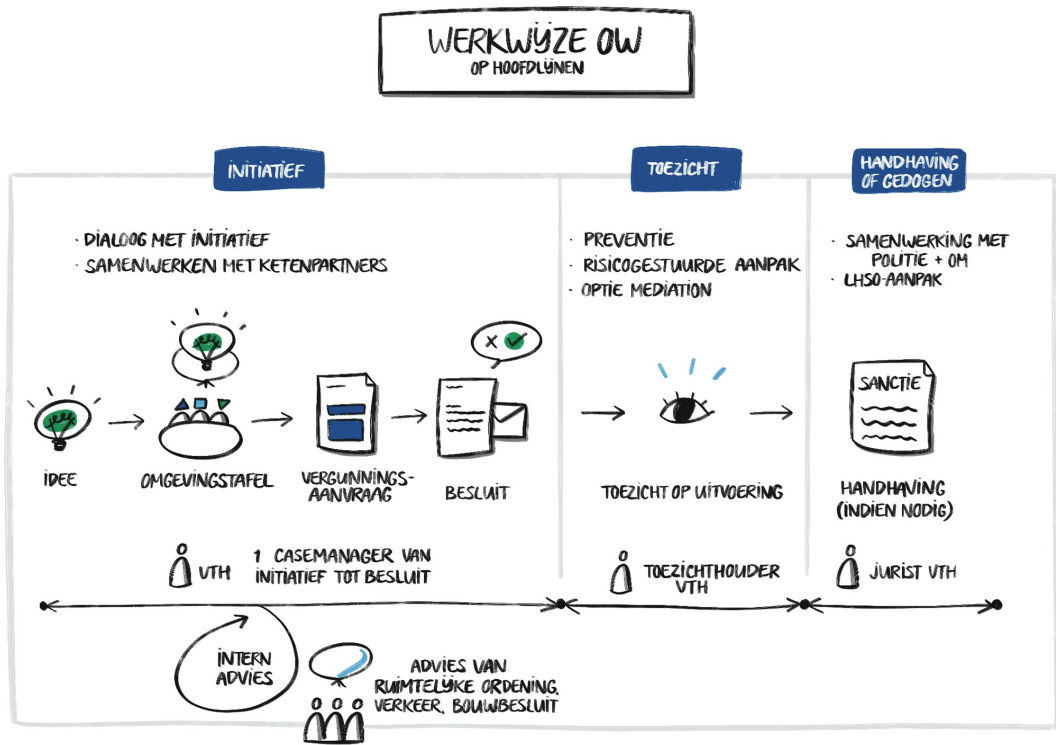 WERKWIJZE OW
OP HOOFDLIJNEN
INITIATIEF
· DIALOOG MET INITIATIEF
· SAMENWERKEN MET KETENPARTNERS
IDEE
OMGEVINGSTAFEL
VERGUNNINGS-
AANVRAAG
BESLUIT
VTH
1 CASEMANAGER VAN
INITIATIEF TOT BESLUIT
INTERN
ADVIES
ADVIES VAN
RUIMTELIJKE ORDENING,
VERKEER, BOUWBESLUIT
TOEZICHT
· PREVENTIE
· RISICOGESTUURDE AANPAK
· OPTIE MEDIATION
TOEZICHT OP UITVOERING
TOEZICHTHOUDER
VTH
HANDHAVING
OF GEDOGEN
· SAMENWERKING MET
POLITIE + OM
· LHSO-AANPAK
SANCTIE
HANDHAVING
(INDIEN NODIG)
JURIST VTH